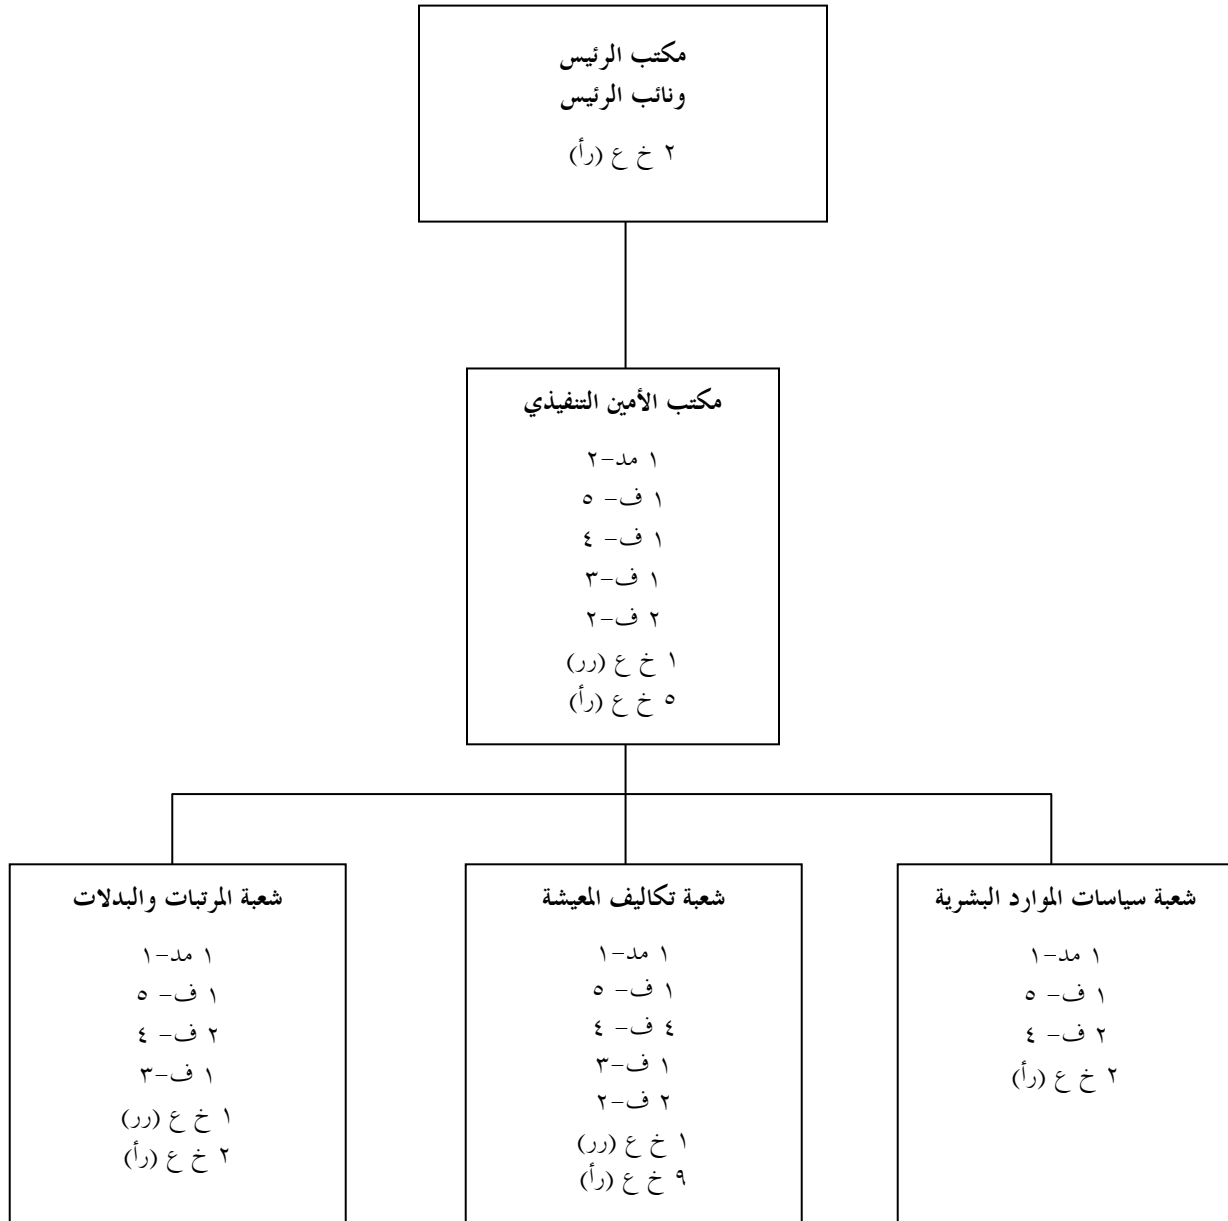 مكتب الرئيس
ونائب الرئيس
٢ خ ع (رأ)
مكتب الأمين التنفيذي
١ مد-٢
١ ف- ٥
١ ف- ٤
١ ف-٣
٢ ف-٢
١ خ ع (رر)
٥ خ ع (رأ)
شعبة سياسات الموارد البشرية
١ مد-١
١ ف- ٥
٢ ف- ٤
٢ خ ع (رأ)
شعبة تكاليف المعيشة
١ مد-١
١ ف- ٥
٤ ف- ٤
١ ف-٣
٢ ف-٢
١ خ ع (رر)
٩ خ ع (رأ)
شعبة المرتبات والبدلات
١ مد-١
١ ف- ٥
٢ ف- ٤
١ ف-٣
١ خ ع (رر)
٢ خ ع (رأ)